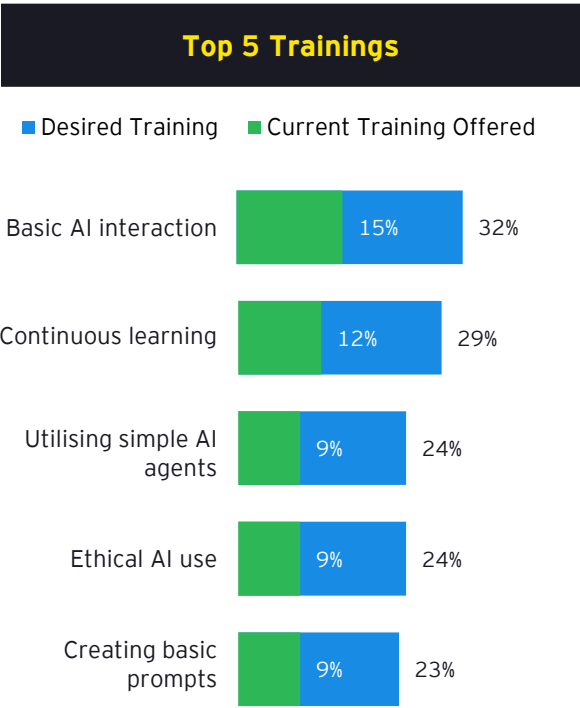 Top 5 Trainings
Desired Training Current Training Offered
Basic AI interaction 15% 32%
Continuous learning 12% 29%
Utilising simple AI
agents 9% 24%
Ethical AI use 9% 24%
Creating basic
prompts 9% 23%